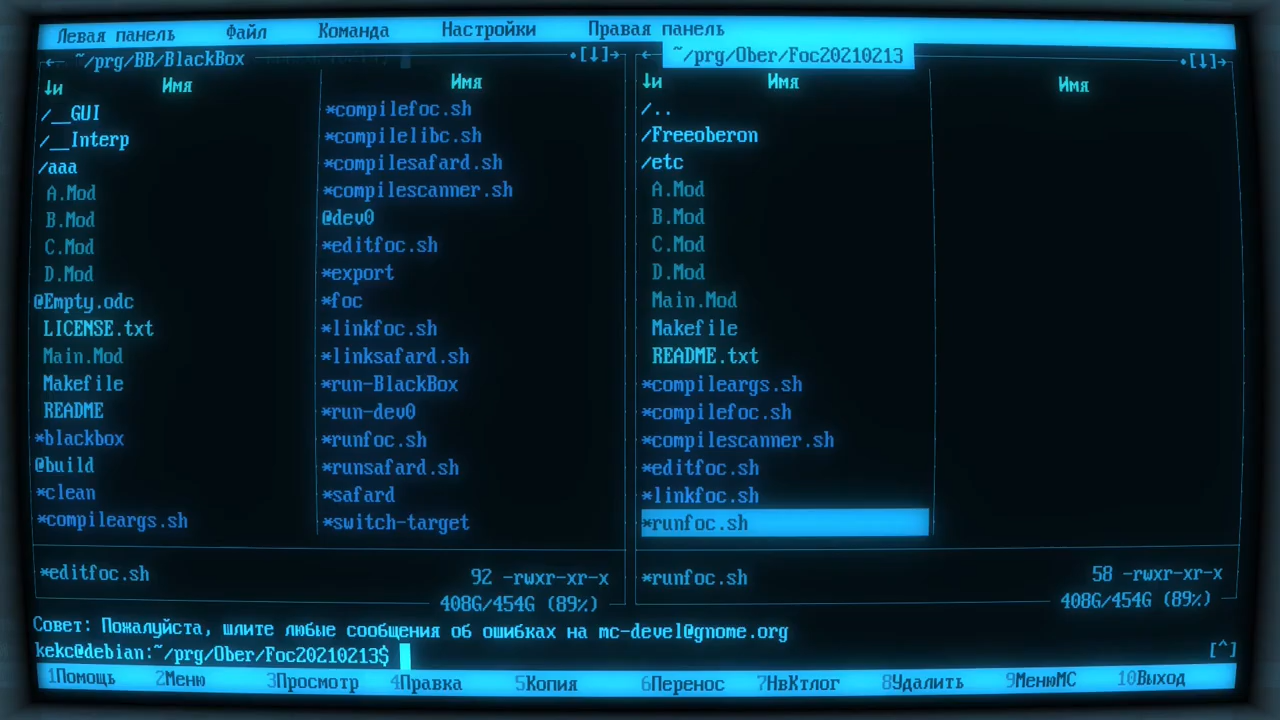 Левая панель Файл Команда Настройки Правая панель
~/prg/BB/BlackBox
↓и Имя Имя
/__GUI
/__Interp
/aaa
A.Mod
B.Mod
C.Mod
D.Mod
@Empty.odc
LICENSE.txt
Main.Mod
Makefile
README
*blackbox
@build
*clean
*compileargs.sh
*compilefoc.sh
*compilelibc.sh
*compilesafard.sh
*compilescanner.sh
@dev0
*editfoc.sh
*export
*foc
*linkfoc.sh
*linksafard.sh
*run-BlackBox
*run-dev0
*runfoc.sh
*runsafard.sh
*safard
*switch-target
*editfoc.sh 92 -rwxr-xr-x
408G/454G (89%)
~/prg/Ober/Foc20210213
↓и Имя Имя
/..
/Freeoberon
/etc
A.Mod
B.Mod
C.Mod
D.Mod
Main.Mod
Makefile
README.txt
*compileargs.sh
*compilefoc.sh
*compilescanner.sh
*editfoc.sh
*linkfoc.sh
*runfoc.sh
*runfoc.sh 58 -rwxr-xr-x
408G/454G (89%)
Совет: Пожалуйста, шлите любые сообщения об ошибках на mc-devel@gnome.org
kekc@debian:~/prg/Ober/Foc20210213$ [^]
1Помощь 2Меню 3Просмотр 4Правка 5Копия 6Перенос 7НвКтлог 8Удалить 9МенюМС 10Выход